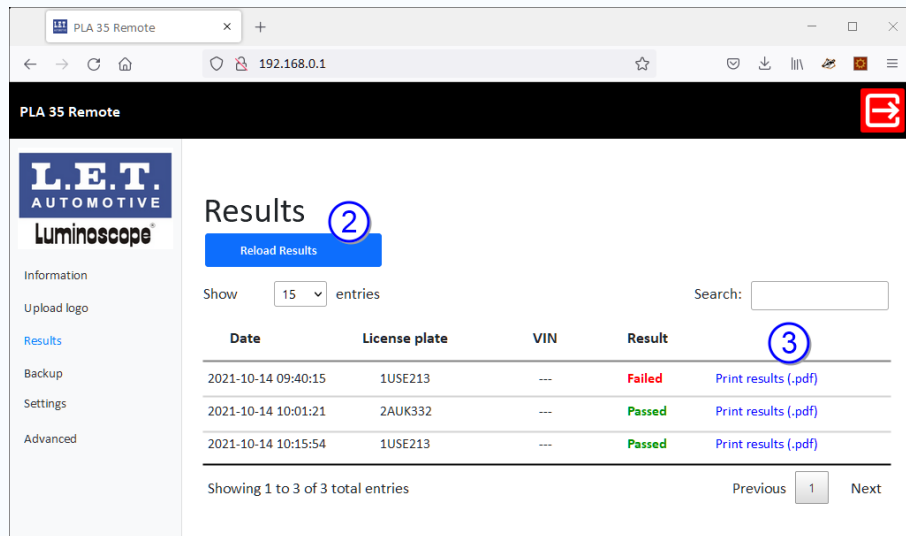 PLA 35 Remote
192.168.0.1
PLA 35 Remote
L.E.T.
AUTOMOTIVE
Luminoscope®
Information
Upload logo
Results
Backup
Settings
Advanced
Results
2
Reload Results
Show 15 entries
Search:
Date License plate VIN Result
3
2021-10-14 09:40:15 1USE213 --- Failed Print results (.pdf)
2021-10-14 10:01:21 2AUK332 --- Passed Print results (.pdf)
2021-10-14 10:15:54 1USE213 --- Passed Print results (.pdf)
Showing 1 to 3 of 3 total entries
Previous 1 Next